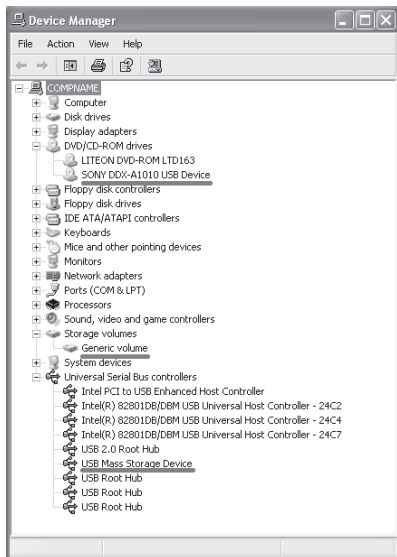 Device Manager
File Action View Help
COMPNAME
Computer
Disk drives
Display adapters
DVD/CD-ROM drives
LITEON DVD-ROM LTD163
SONY DDX-A1010 USB Device
Floppy disk controllers
Floppy disk drives
IDE ATA/ATAPI controllers
Keyboards
Mice and other pointing devices
Monitors
Network adapters
Ports (COM & LPT)
Processors
Sound, video and game controllers
Storage volumes
Generic volume
System devices
Universal Serial Bus controllers
Intel PCI to USB Enhanced Host Controller
Intel(R) 82801DB/DBM USB Universal Host Controller - 24C2
Intel(R) 82801DB/DBM USB Universal Host Controller - 24C4
Intel(R) 82801DB/DBM USB Universal Host Controller - 24C7
USB 2.0 Root Hub
USB Mass Storage Device
USB Root Hub
USB Root Hub
USB Root Hub